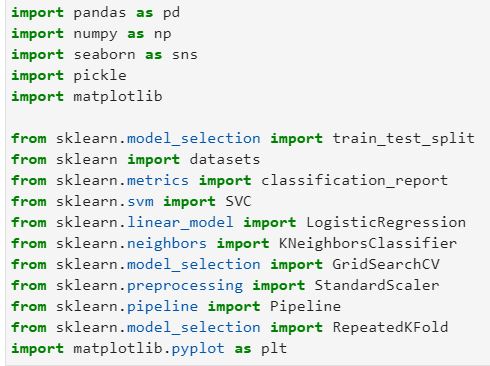 import pandas as pd
import numpy as np
import seaborn as sns
import pickle
import matplotlib
from sklearn.model_selection import train_test_split
from sklearn import datasets
from sklearn.metrics import classification_report
from sklearn.svm import SVC
from sklearn.linear_model import LogisticRegression
from sklearn.neighbors import KNeighborsClassifier
from sklearn.model_selection import GridSearchCV
from sklearn.preprocessing import StandardScaler
from sklearn.pipeline import Pipeline
from sklearn.model_selection import RepeatedKFold
import matplotlib.pyplot as plt